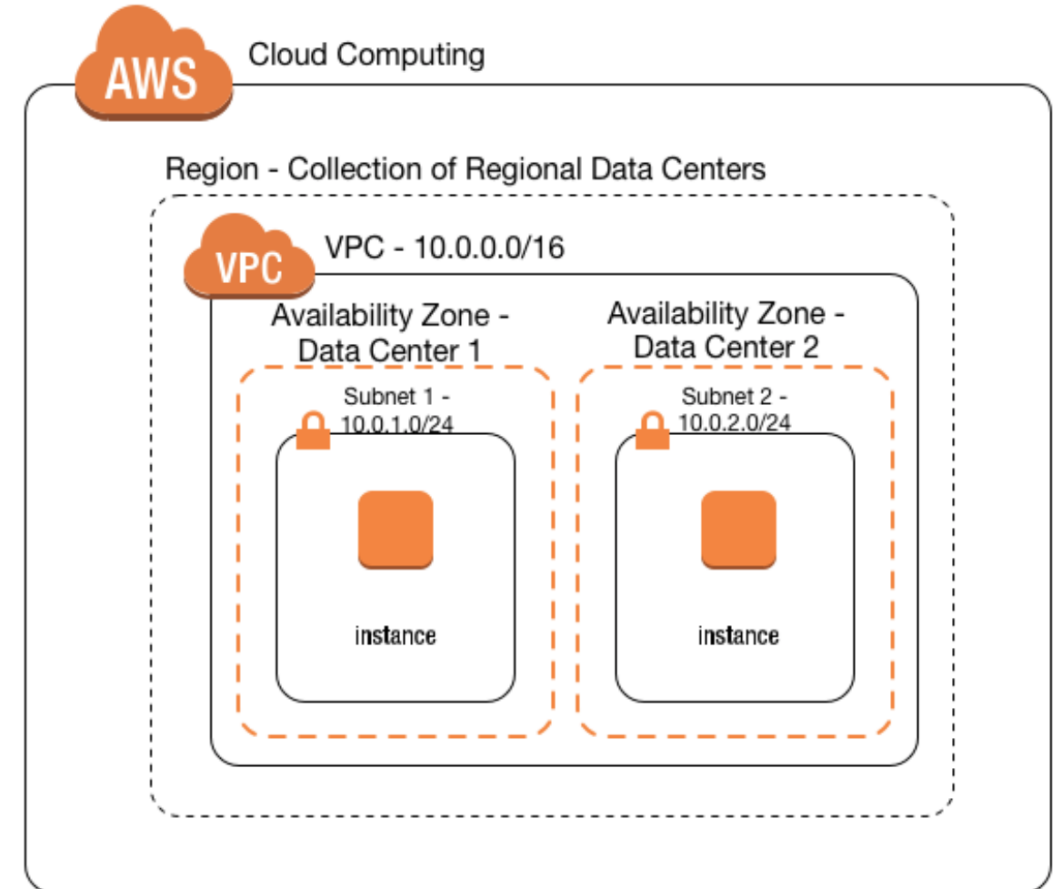 AWS
Cloud Computing
Region - Collection of Regional Data Centers
VPC
VPC - 10.0.0.0/16
Availability Zone -
Data Center 1
Availability Zone -
Data Center 2
Subnet 1 -
10.0.1.0/24
Subnet 2 -
10.0.2.0/24
instance
instance